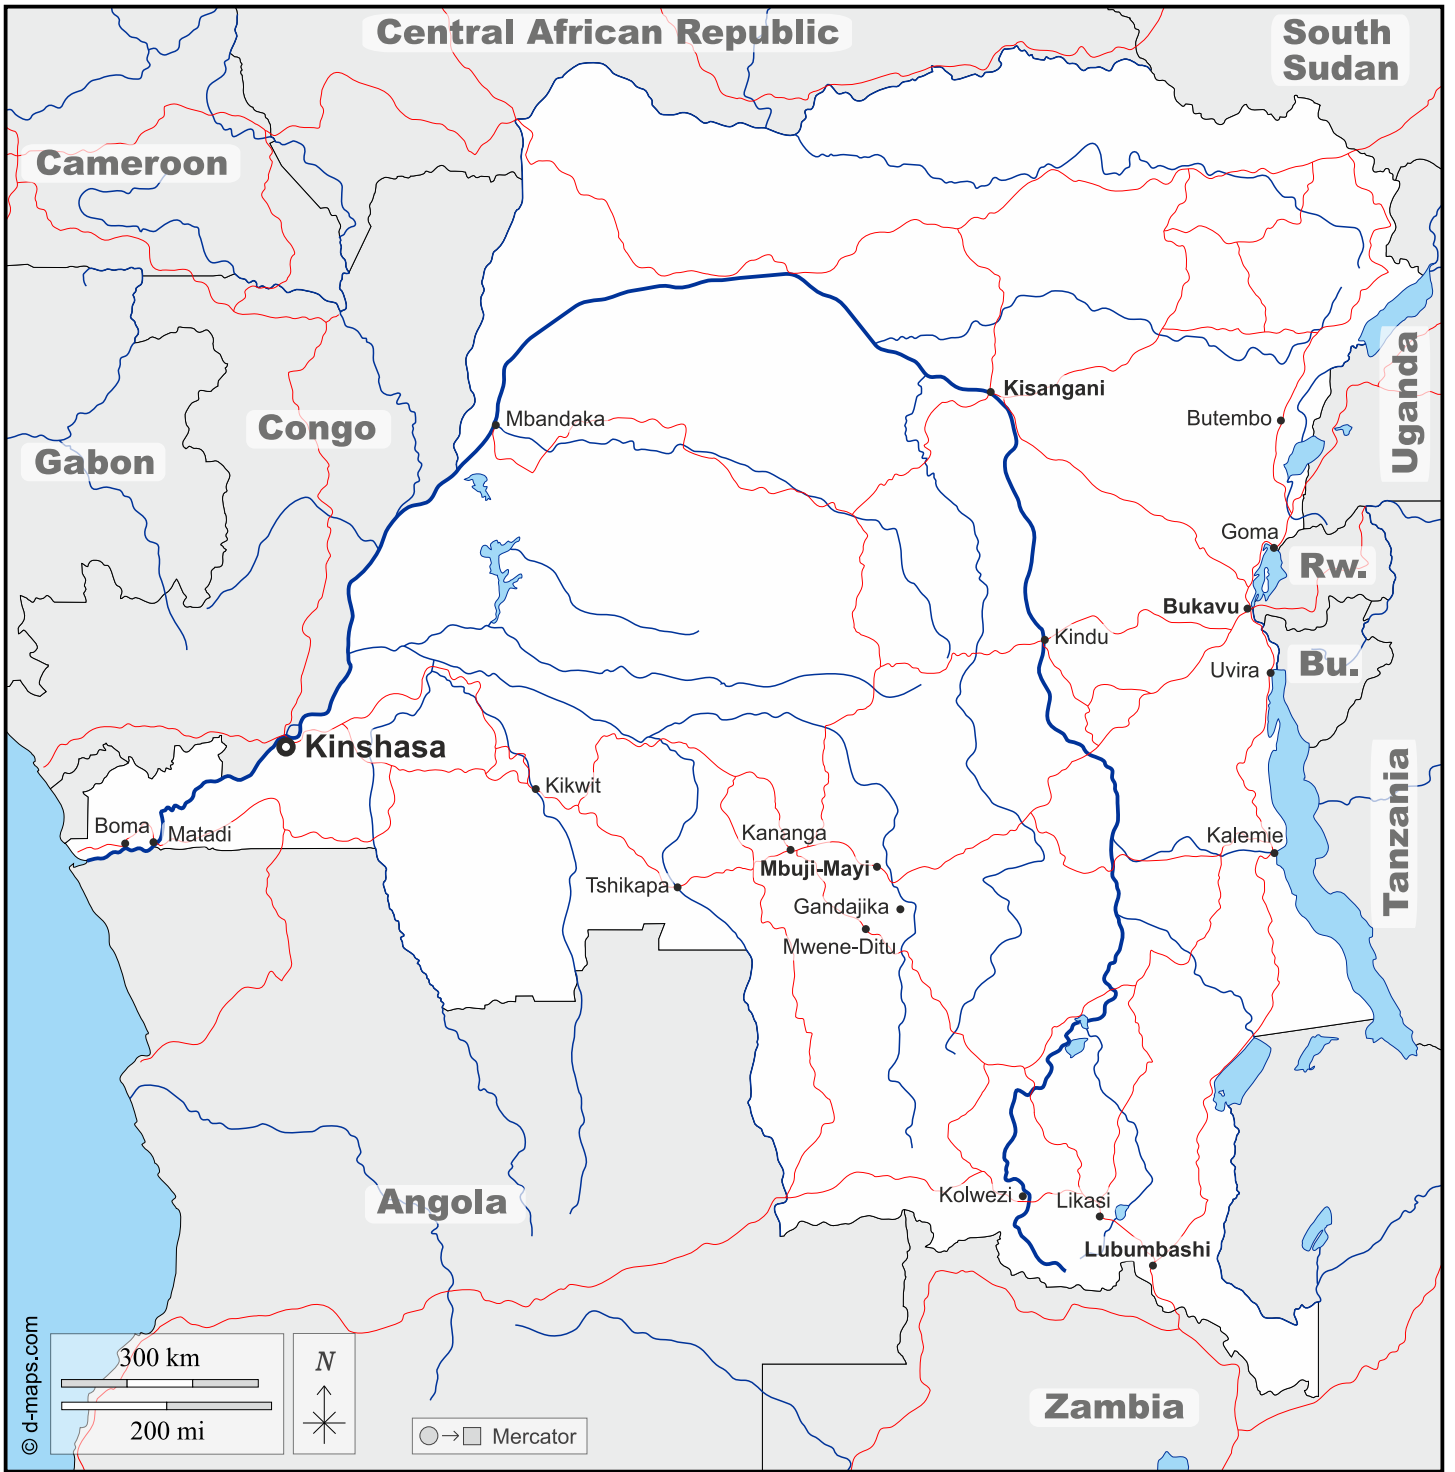 Central African Republic
South
Sudan
Cameroon
Uganda
Kisangani
Mbandaka
Butembo
Congo
Gabon
Goma
Rw.
Bukavu
Kindu
Uvira
Bu.
Kinshasa
Tanzania
Kikwit
Boma
Matadi
Kananga
Kalemie
Mbuji-Mayi
Tshikapa
Gandajika
Mwene-Ditu
Angola
Kolwezi
Likasi
Lubumbashi
© d-maps.com
300 km
200 mi
N
Mercator
Zambia